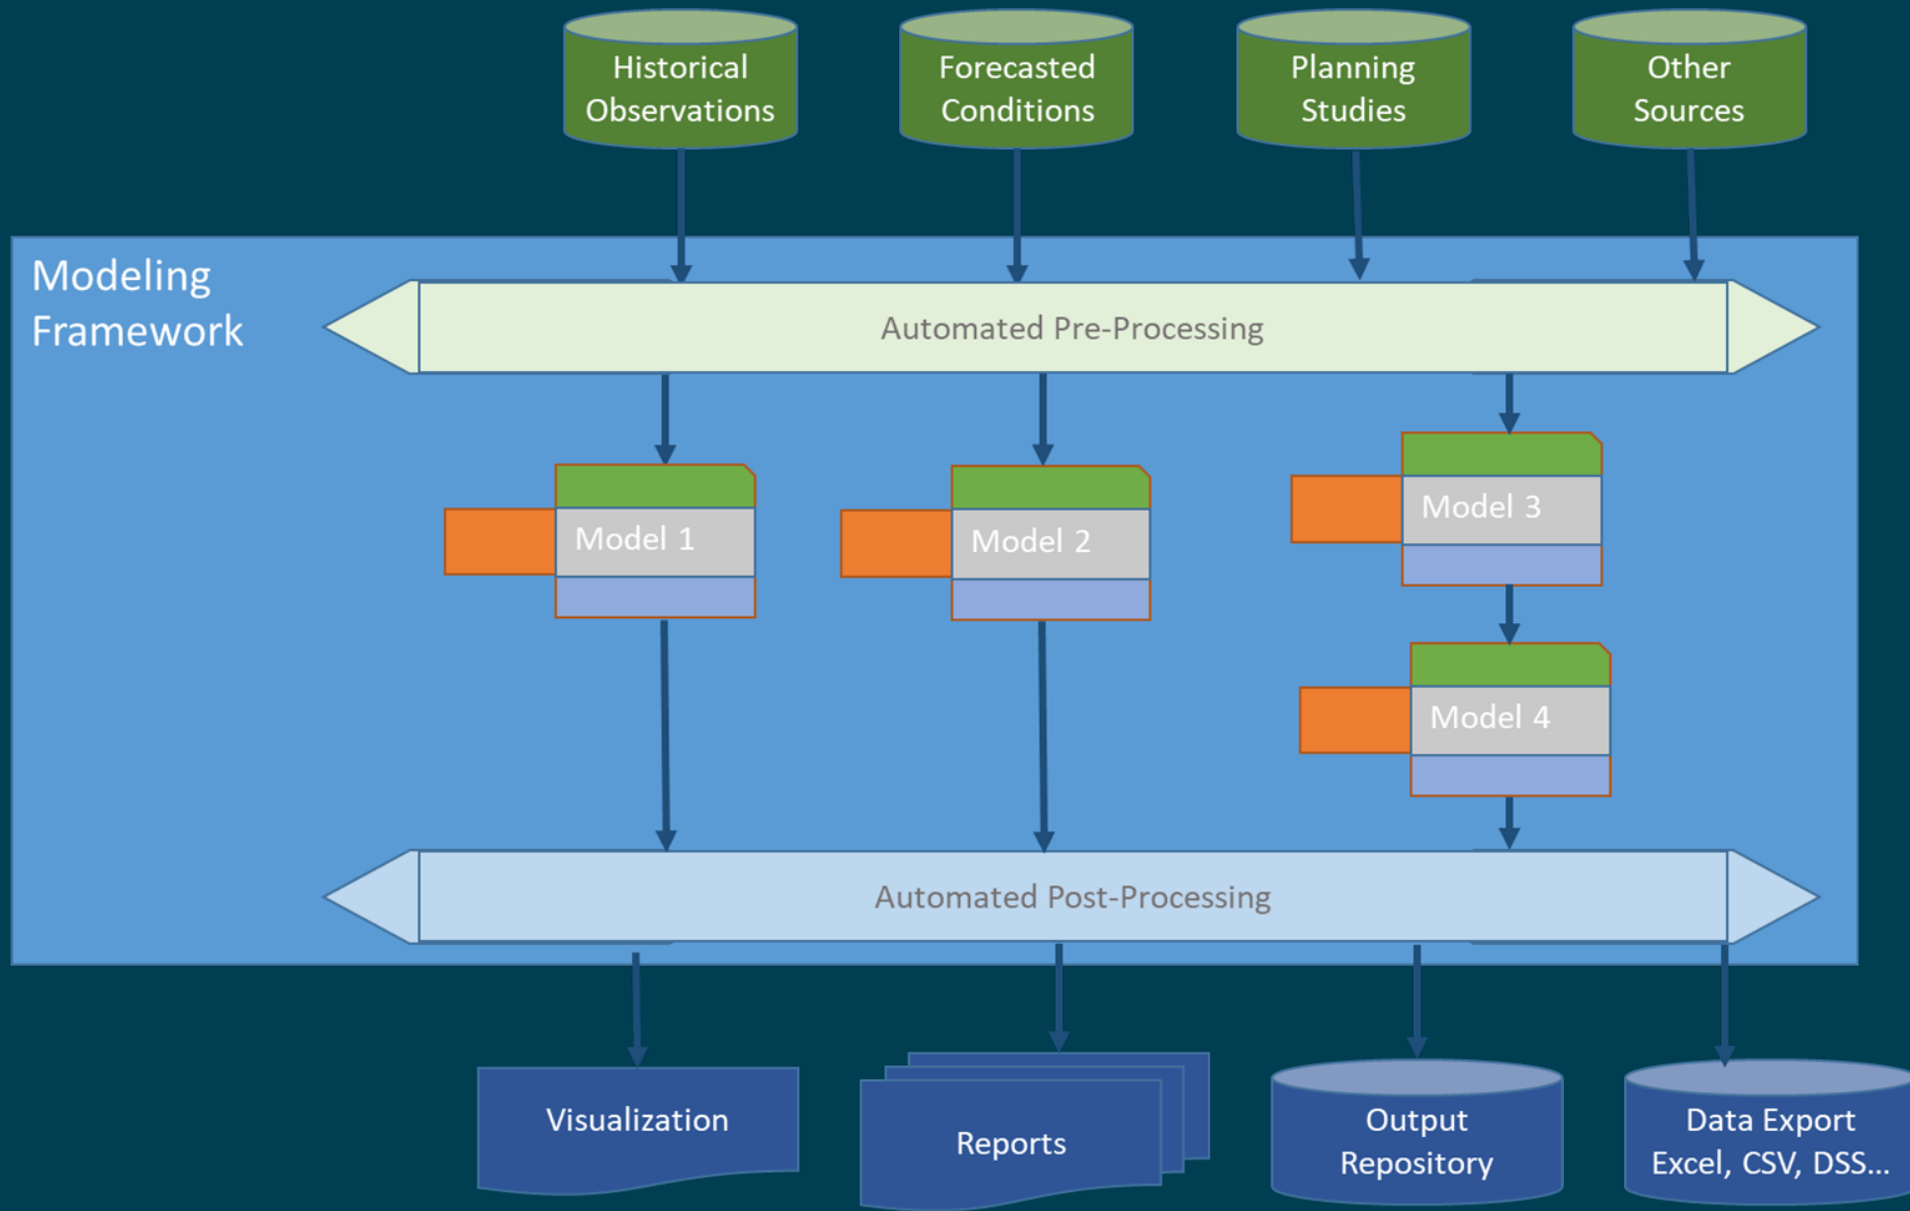 Historical
Observations
Forecasted
Conditions
Planning
Studies
Other
Sources
Modeling
Framework
Automated Pre-Processing
Model 1
Model 2
Model 3
Model 4
Automated Post-Processing
Visualization
Reports
Output
Repository
Data Export
Excel, CSV, DSS...